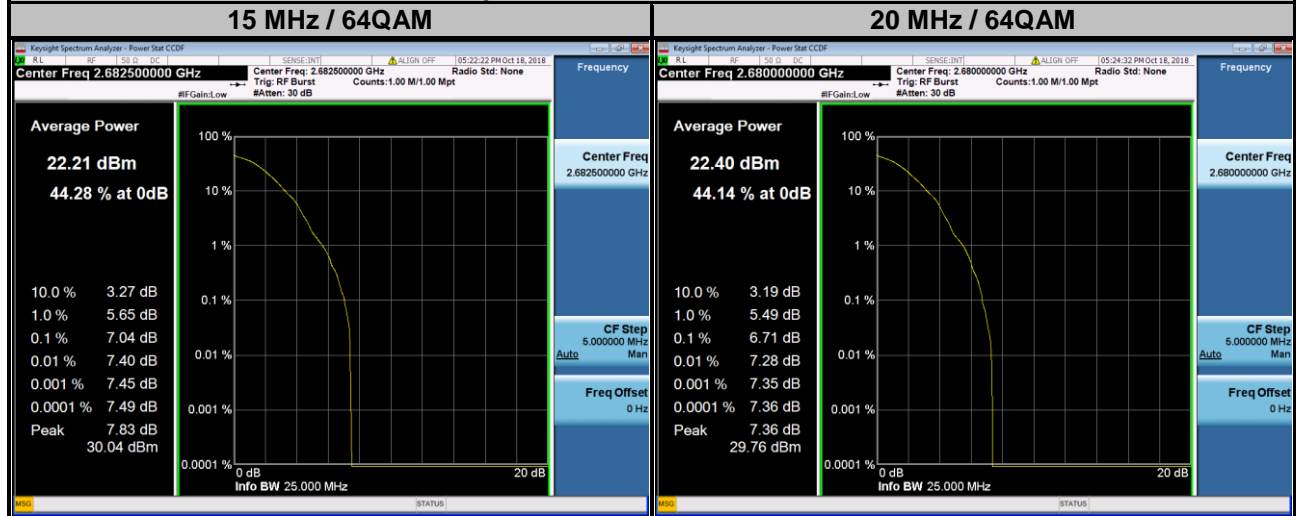 15 MHz / 64QAM
Keysight Spectrum Analyzer - Power Stat CCDF
RL RF 50 Ω DC SENSE:INT ALIGN OFF 05:22:22 PM Oct 18, 2018
Center Freq 2.682500000 GHz
Center Freq: 2.682500000 GHz Radio Std: None
Trig: RF Burst Counts:1.00 M/1.00 Mpt
#IFGain:Low #Atten: 30 dB
Average Power
22.21 dBm
44.28 % at 0dB
10.0 % 3.27 dB
1.0 % 5.65 dB
0.1 % 7.04 dB
0.01 % 7.40 dB
0.001 % 7.45 dB
0.0001 % 7.49 dB
Peak 7.83 dB
30.04 dBm
100 %
10 %
1 %
0.1 %
0.01 %
0.001 %
0.0001 %
0 dB 20 dB
Info BW 25.000 MHz
Frequency
Center Freq
2.682500000 GHz
CF Step
5.000000 MHz
Auto Man
Freq Offset
0 Hz
MSG STATUS
20 MHz / 64QAM
Keysight Spectrum Analyzer - Power Stat CCDF
RL RF 50 Ω DC SENSE:INT ALIGN OFF 05:24:32 PM Oct 18, 2018
Center Freq 2.680000000 GHz
Center Freq: 2.680000000 GHz Radio Std: None
Trig: RF Burst Counts:1.00 M/1.00 Mpt
#IFGain:Low #Atten: 30 dB
Average Power
22.40 dBm
44.14 % at 0dB
10.0 % 3.19 dB
1.0 % 5.49 dB
0.1 % 6.71 dB
0.01 % 7.28 dB
0.001 % 7.35 dB
0.0001 % 7.36 dB
Peak 7.36 dB
29.76 dBm
100 %
10 %
1 %
0.1 %
0.01 %
0.001 %
0.0001 %
0 dB 20 dB
Info BW 25.000 MHz
Frequency
Center Freq
2.680000000 GHz
CF Step
5.000000 MHz
Auto Man
Freq Offset
0 Hz
MSG STATUS